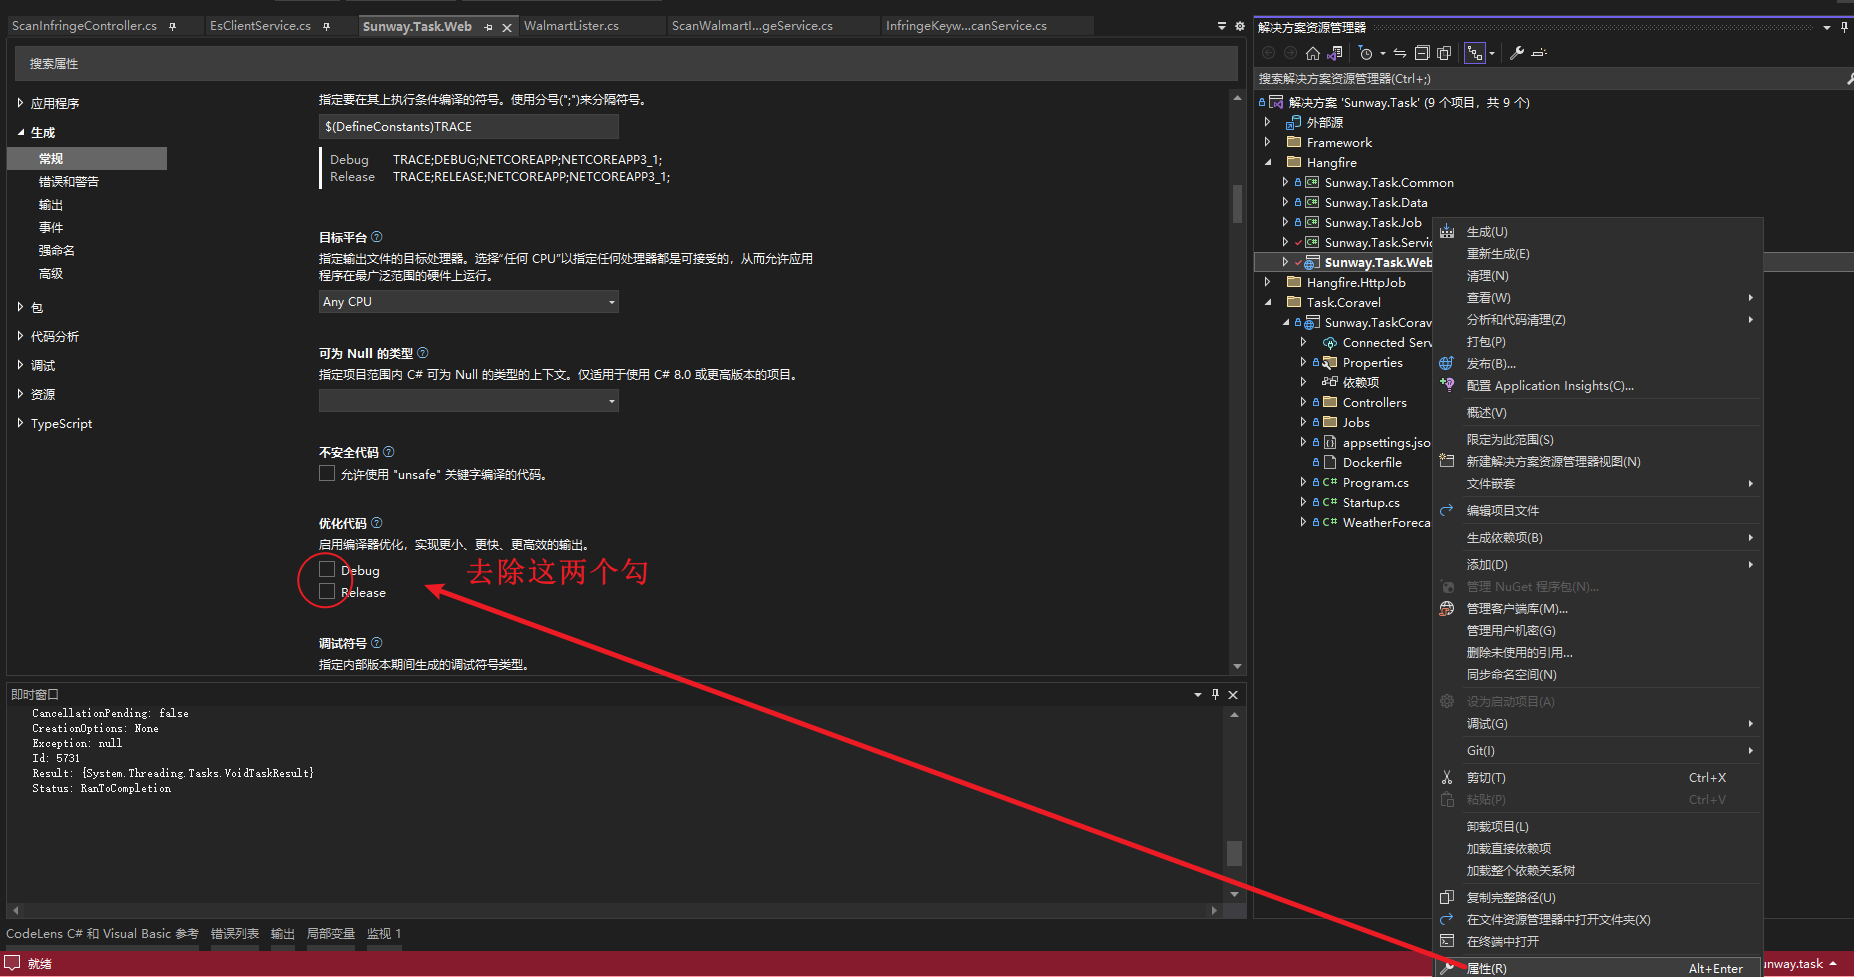 ScanInfringeController.cs
EsClientService.cs
Sunway.Task.Web
WalmartLister.cs
ScanWalmartI...geService.cs
InfringeKeyw...canService.cs
搜索属性
应用程序
生成
常规
错误和警告
输出
事件
强命名
高级
包
代码分析
调试
资源
TypeScript
指定要在其上执行条件编译的符号。使用分号(";")来分隔符号。
$(DefineConstants)TRACE
Debug TRACE;DEBUG;NETCOREAPP;NETCOREAPP3_1;
Release TRACE;RELEASE;NETCOREAPP;NETCOREAPP3_1;
目标平台
指定输出文件的目标处理器。选择“任何 CPU”以指定任何处理器都是可接受的，从而允许应用
程序在最广泛范围的硬件上运行。
Any CPU
可为 Null 的类型
指定项目范围内 C# 可为 Null 的类型的上下文。仅适用于使用 C# 8.0 或更高版本的项目。
不安全代码
允许使用 "unsafe" 关键字编译的代码。
优化代码
启用编译器优化，实现更小、更快、更高效的输出。
Debug
Release
去除这两个勾
调试符号
指定内部版本期间生成的调试符号类型。
即时窗口
CancellationPending: false
CreationOptions: None
Exception: null
Id: 5731
Result: {System.Threading.Tasks.VoidTaskResult}
Status: RanToCompletion
CodeLens C# 和 Visual Basic 参考
错误列表
输出
局部变量
监视 1
就绪
解决方案资源管理器
搜索解决方案资源管理器(Ctrl+;)
解决方案 'Sunway.Task' (9 个项目，共 9 个)
外部源
Framework
Hangfire
Sunway.Task.Common
Sunway.Task.Data
Sunway.Task.Job
Sunway.Task.Servic
Sunway.Task.Web
Hangfire.HttpJob
Task.Coravel
Sunway.TaskCorav
Connected Serv
Properties
依赖项
Controllers
Jobs
appsettings.jso
Dockerfile
C# Program.cs
C# Startup.cs
C# WeatherForeca
生成(U)
重新生成(E)
清理(N)
查看(W)
分析和代码清理(Z)
打包(P)
发布(B)...
配置 Application Insights(C)...
概述(V)
限定为此范围(S)
新建解决方案资源管理器视图(N)
文件嵌套
编辑项目文件
生成依赖项(B)
添加(D)
管理 NuGet 程序包(N)...
管理客户端库(M)...
管理用户机密(G)
删除未使用的引用...
同步命名空间(N)
设为启动项目(A)
调试(G)
Git(I)
剪切(T) Ctrl+X
粘贴(P) Ctrl+V
卸载项目(L)
加载直接依赖项
加载整个依赖关系树
复制完整路径(U)
在文件资源管理器中打开文件夹(X)
在终端中打开
属性(R) Alt+Enter
nway.task